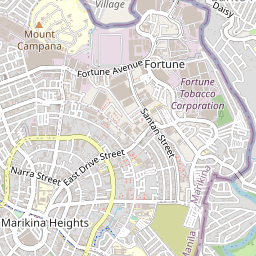 Village
Daisy
Mount
Campana
Fortune Avenue
Fortune
Fortune
Tobacco
Corporation
Santan Street
East Drive Street
Narra Street
Marikina Heights
Manila
Marikina